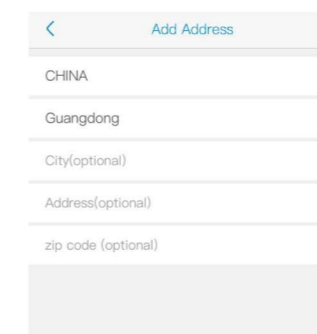 Add Address
CHINA
Guangdong
City(optional)
Address(optional)
zip code (optional)